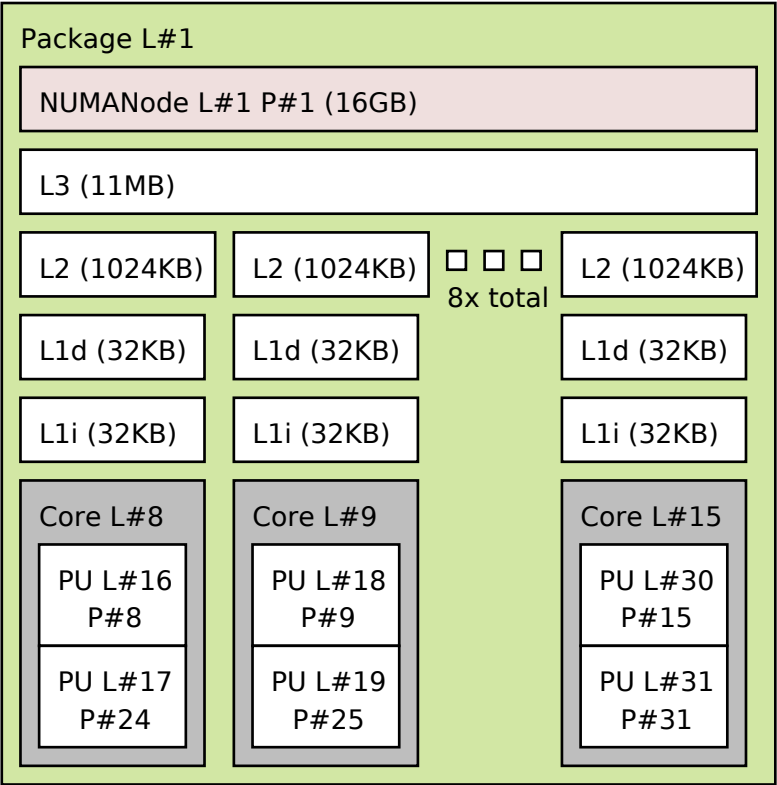 Package L#1
NUMANode L#1 P#1 (16GB)
L3 (11MB)
L2 (1024KB)
L2 (1024KB)
8x total
L2 (1024KB)
L1d (32KB)
L1d (32KB)
L1d (32KB)
L1i (32KB)
L1i (32KB)
L1i (32KB)
Core L#8
PU L#16
P#8
PU L#17
P#24
Core L#9
PU L#18
P#9
PU L#19
P#25
Core L#15
PU L#30
P#15
PU L#31
P#31